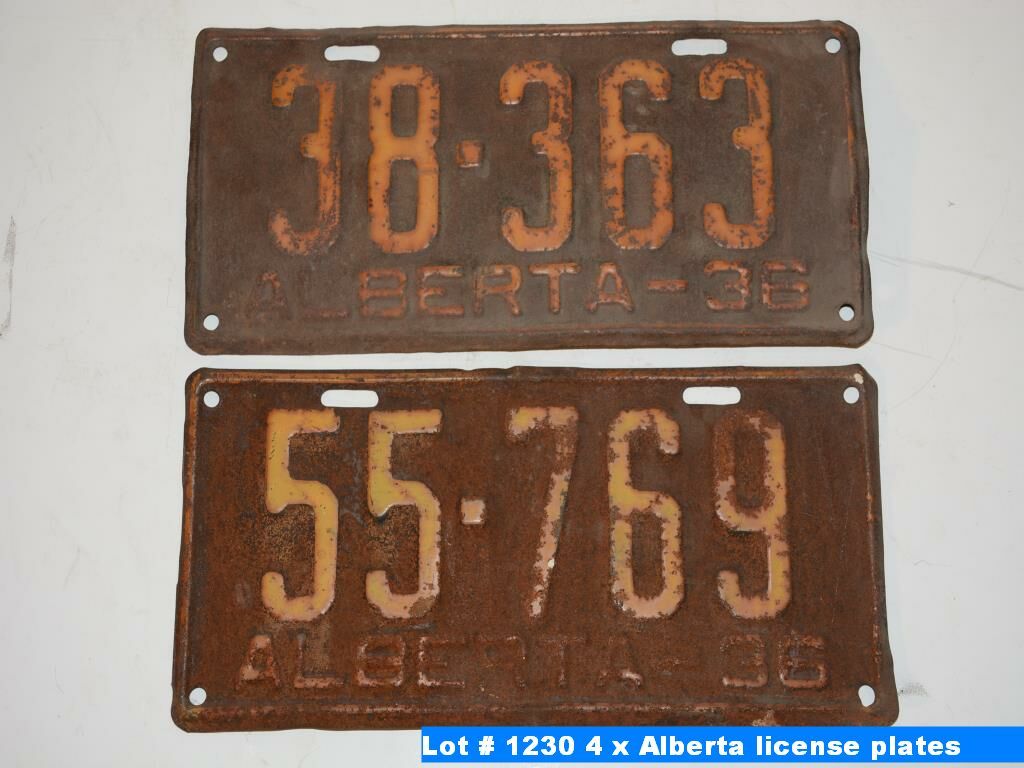 38·363
ALBERTA-36
55·769
ALBERTA-36
Lot # 1230 4 x Alberta license plates